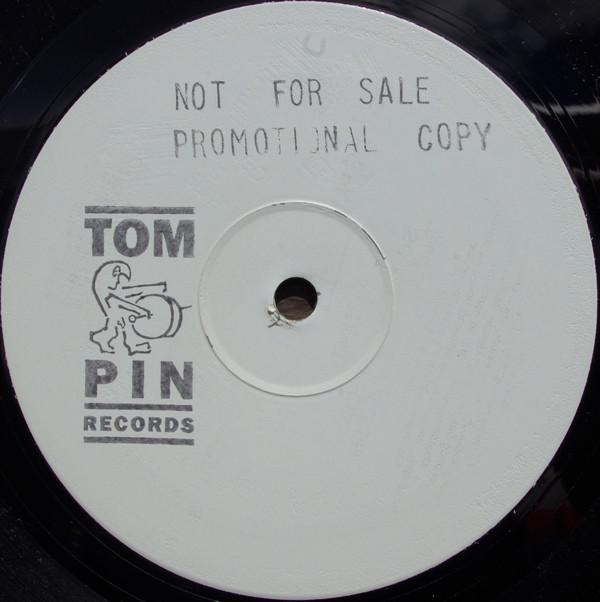 NOT FOR SALE
PROMOTIONAL COPY
TOM
PIN
RECORDS